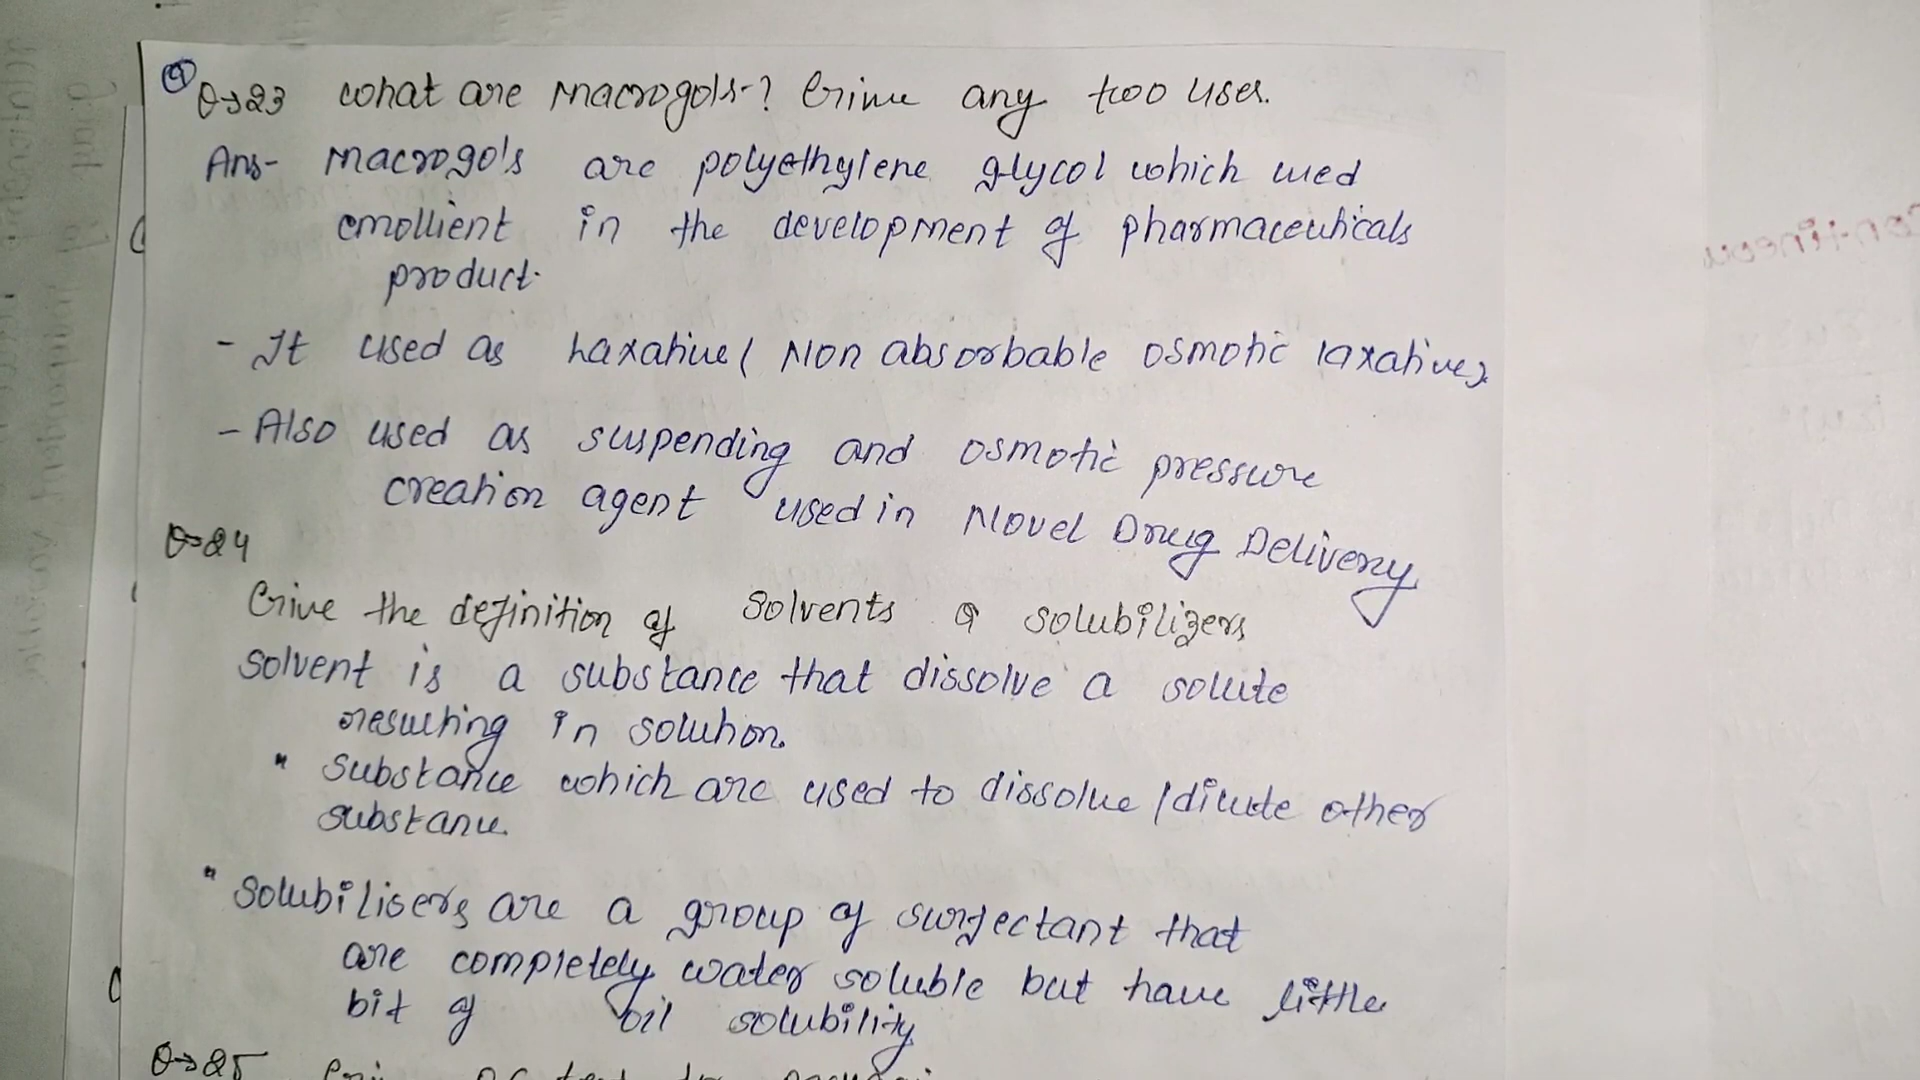 9
Q→23 What are Macrogols-? Give any two uses.
Ans- Macrogo's are polyethylene glycol which used
emollient in the development of pharmaceuticals
product.
- It used as Laxative ( Non absorbable osmotic laxative)
- Also used as suspending and osmotic pressure
creation agent used in Novel Drug Delivery
Q→24
Give the definition of Solvents & Solubilizers
Solvent is a substance that dissolve a solute
resulting in solution.
" Substance which are used to dissolve / dilute other
substance.
" Solubilisers are a group of surfectant that
are completely water soluble but have little
bit of oil solubility
Q→25